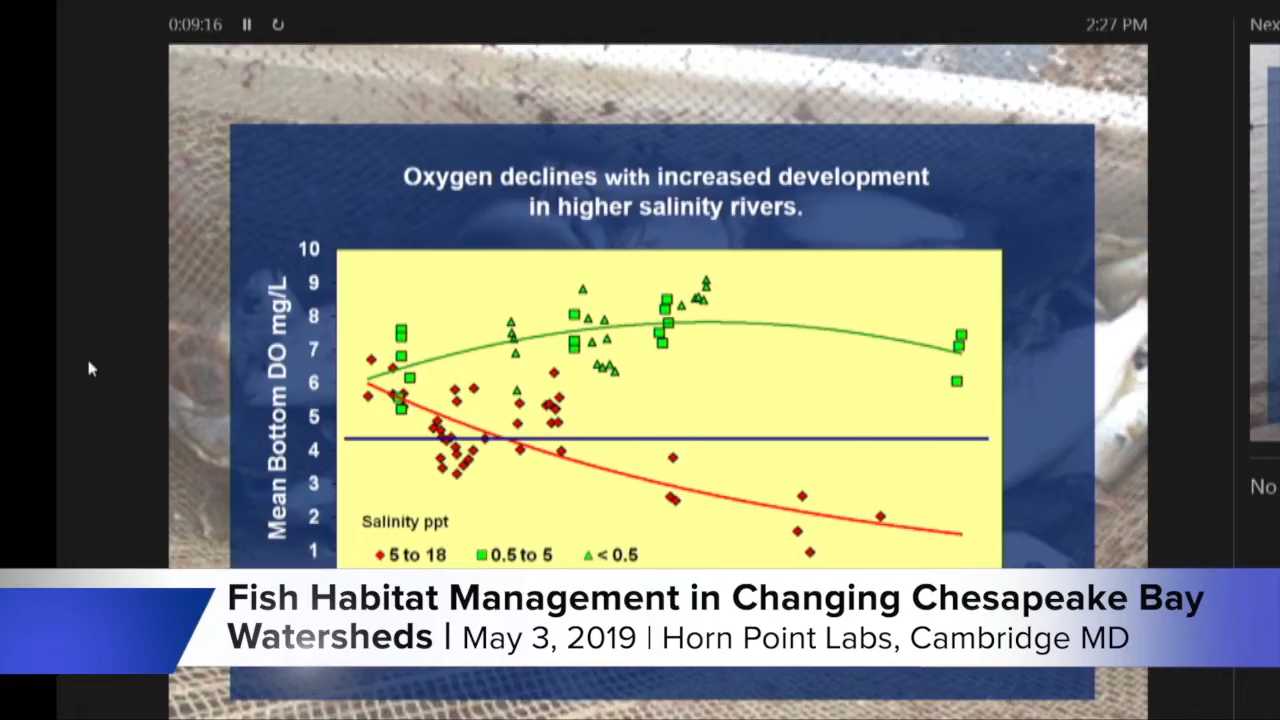 0:09:16
2:27 PM
Nex
Oxygen declines with increased development
in higher salinity rivers.
Mean Bottom DO mg/L
10
9
8
7
6
5
4
3
2
1
Salinity ppt
5 to 18 0.5 to 5 < 0.5
No
Fish Habitat Management in Changing Chesapeake Bay
Watersheds | May 3, 2019 | Horn Point Labs, Cambridge MD